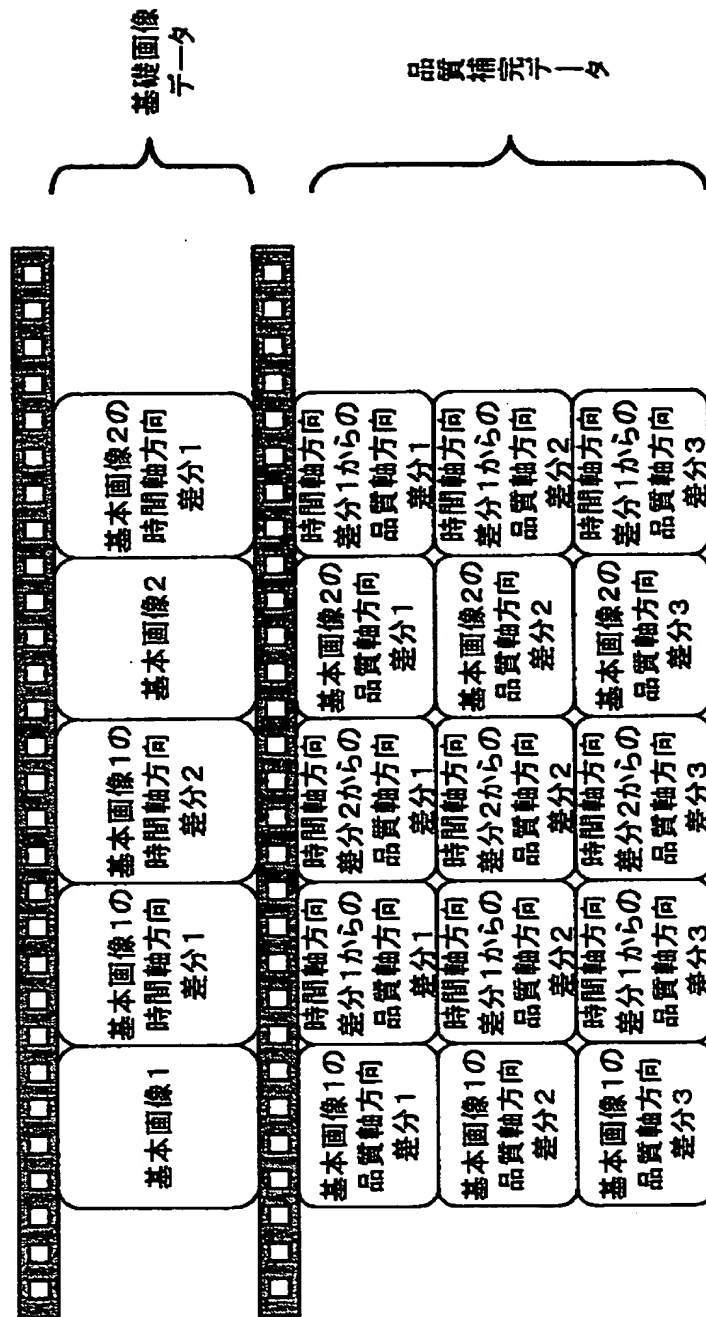 基本画像1
基本画像1の
時間軸方向
差分1
基本画像1の
時間軸方向
差分2
基本画像2
基本画像2の
時間軸方向
差分1
基礎画像
データ
基本画像1の
品質軸方向
差分1
時間軸方向
差分1からの
品質軸方向
差分1
時間軸方向
差分2からの
品質軸方向
差分1
基本画像2の
品質軸方向
差分1
時間軸方向
差分1からの
品質軸方向
差分1
基本画像1の
品質軸方向
差分2
時間軸方向
差分1からの
品質軸方向
差分2
時間軸方向
差分2からの
品質軸方向
差分2
基本画像2の
品質軸方向
差分2
時間軸方向
差分1からの
品質軸方向
差分2
基本画像1の
品質軸方向
差分3
時間軸方向
差分1からの
品質軸方向
差分3
時間軸方向
差分2からの
品質軸方向
差分3
基本画像2の
品質軸方向
差分3
時間軸方向
差分1からの
品質軸方向
差分3
品質補完データ